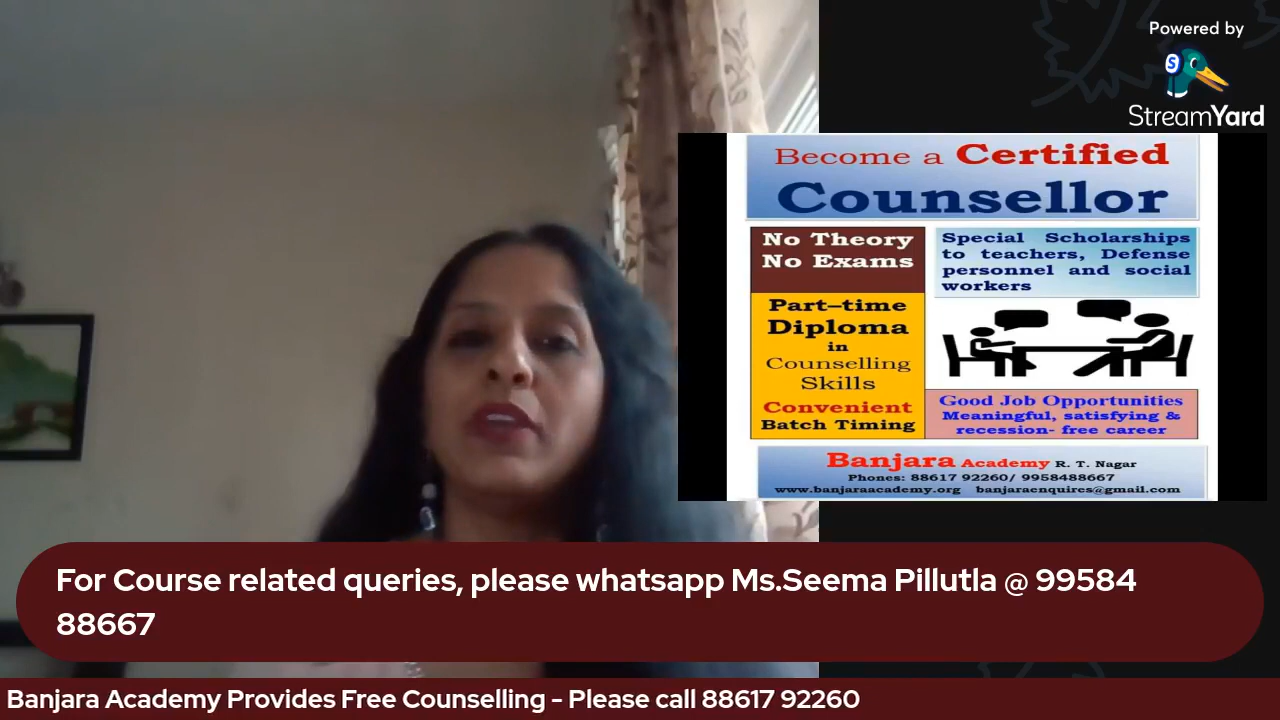 Powered by
S
StreamYard
Become a Certified
Counsellor
No Theory
No Exams
Special Scholarships
to teachers, Defense
personnel and social
workers
Part–time
Diploma
in
Counselling
Skills
Convenient
Batch Timing
Good Job Opportunities
Meaningful, satisfying &
recession- free career
Banjara Academy R. T. Nagar
Phones: 88617 92260/ 9958488667
www.banjaraacademy.org banjaraenquires@gmail.com
For Course related queries, please whatsapp Ms.Seema Pillutla @ 99584
88667
Banjara Academy Provides Free Counselling - Please call 88617 92260